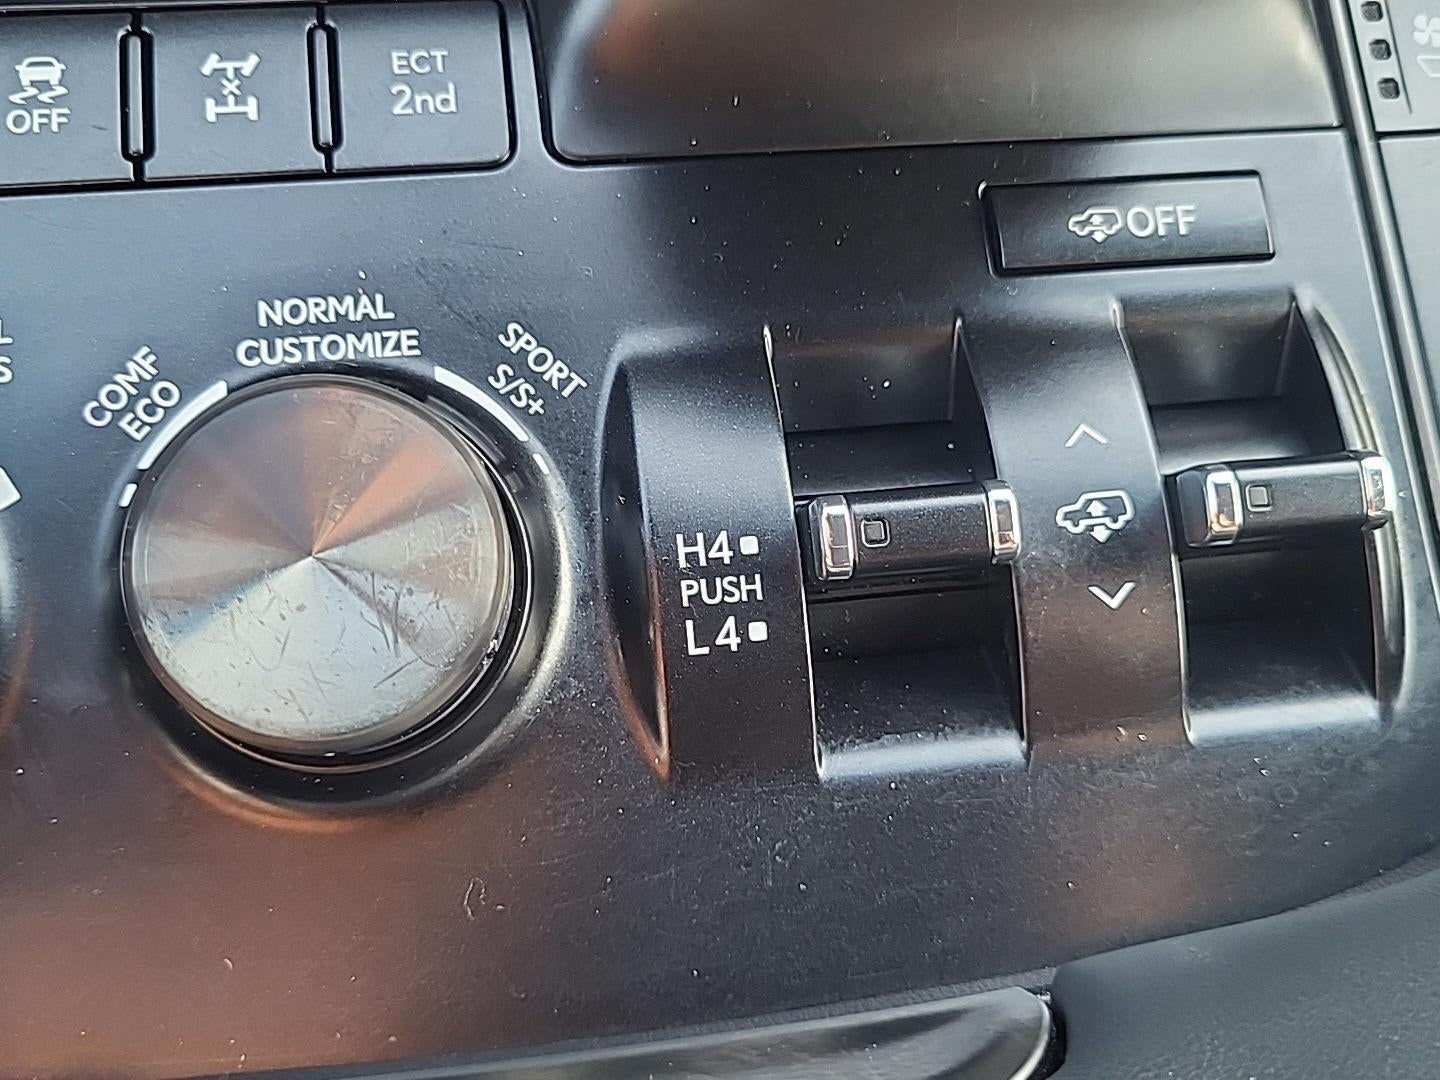 OFF
ECT
2nd
OFF
NORMAL
CUSTOMIZE
COMF
ECO
SPORT
S/S+
H4
PUSH
L4